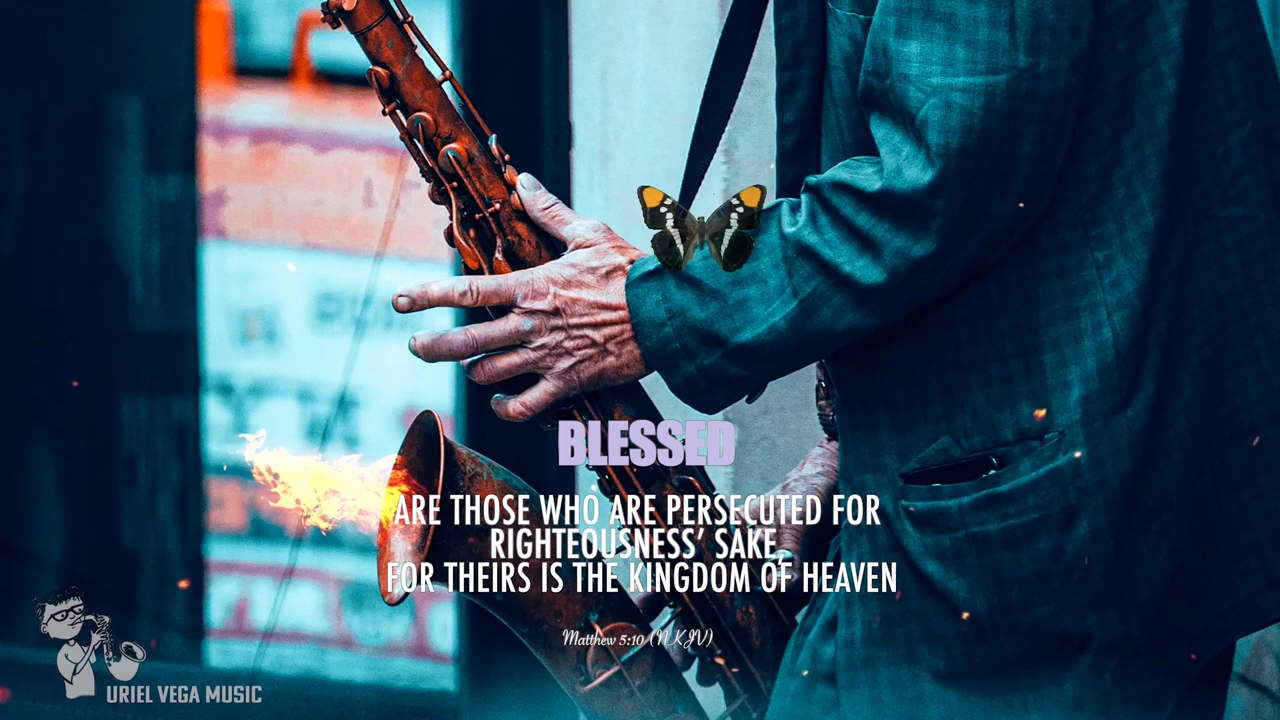 BLESSED
ARE THOSE WHO ARE PERSECUTED FOR
RIGHTEOUSNESS’ SAKE,
FOR THEIRS IS THE KINGDOM OF HEAVEN
Matthew 5:10 (NKJV)
URIEL VEGA MUSIC